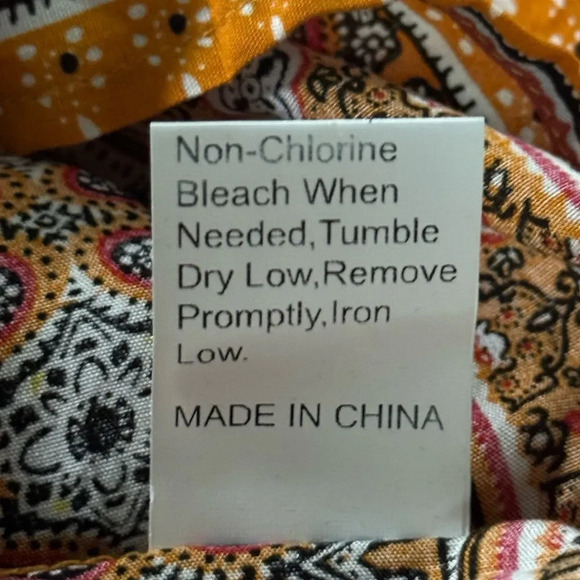 Non-Chlorine
Bleach When
Needed,Tumble
Dry Low,Remove
Promptly,Iron
Low.
MADE IN CHINA